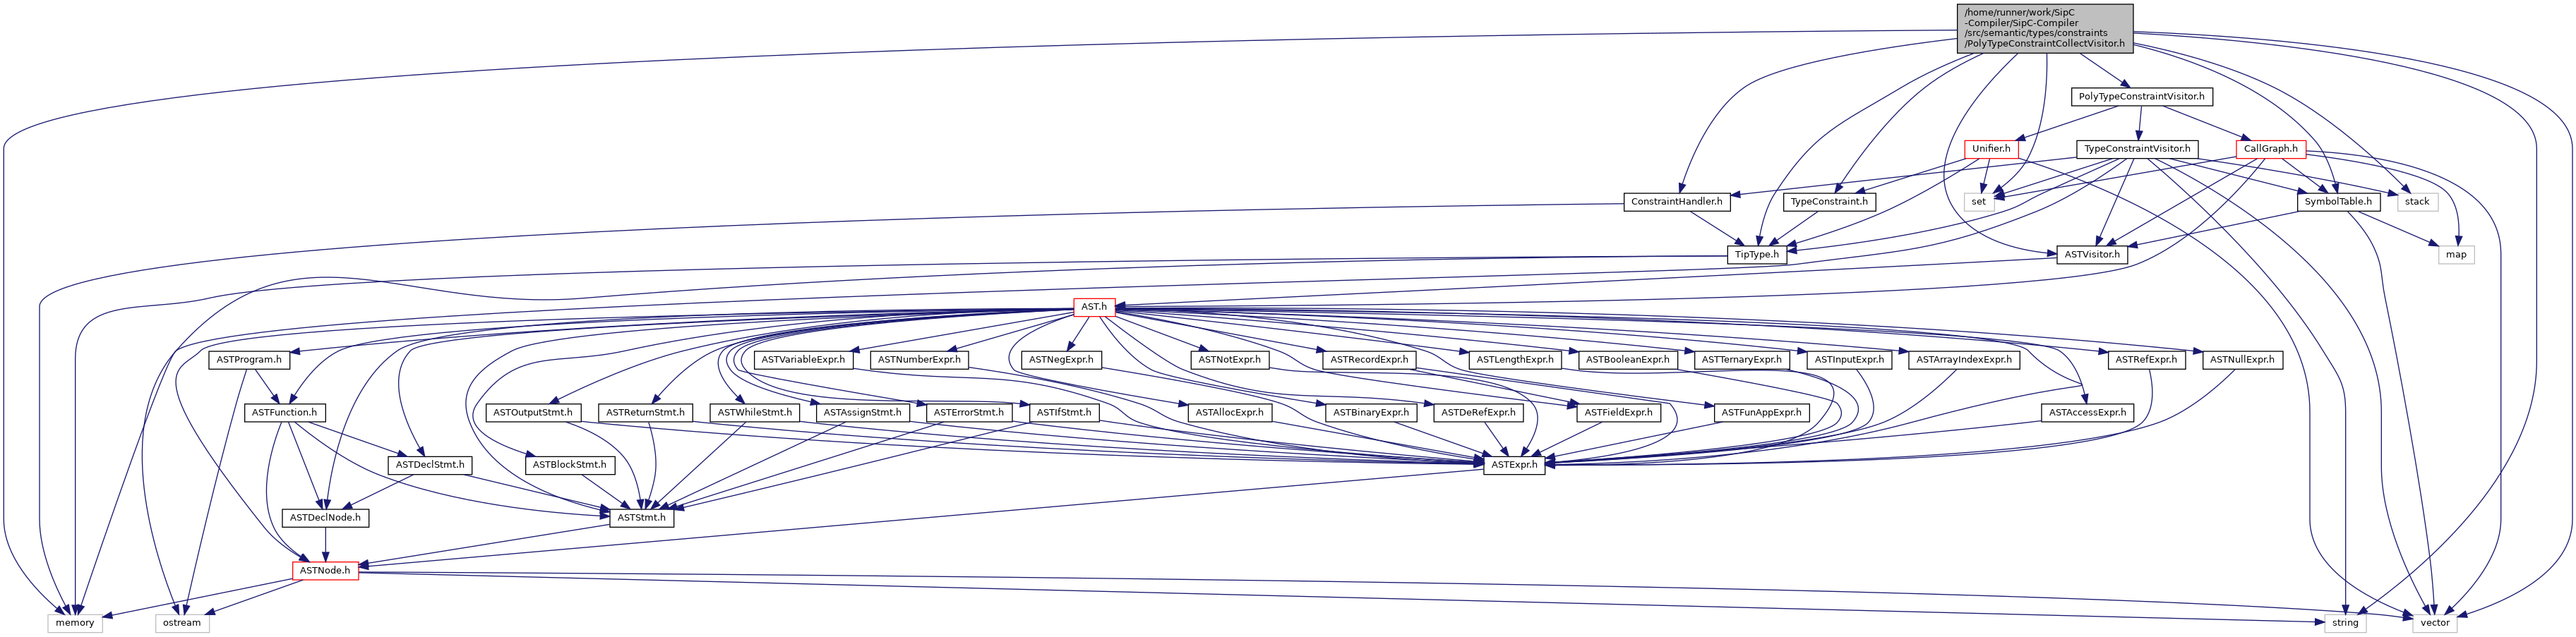 /home/runner/work/SipC
-Compiler/SipC-Compiler
/src/semantic/types/constraints
/PolyTypeConstraintCollectVisitor.h
PolyTypeConstraintVisitor.h
Unifier.h
TypeConstraintVisitor.h
CallGraph.h
ConstraintHandler.h
TypeConstraint.h
set
SymbolTable.h
stack
TipType.h
ASTVisitor.h
map
AST.h
ASTProgram.h
ASTVariableExpr.h
ASTNumberExpr.h
ASTNegExpr.h
ASTNotExpr.h
ASTRecordExpr.h
ASTLengthExpr.h
ASTBooleanExpr.h
ASTTernaryExpr.h
ASTInputExpr.h
ASTArrayIndexExpr.h
ASTRefExpr.h
ASTNullExpr.h
ASTFunction.h
ASTOutputStmt.h
ASTReturnStmt.h
ASTWhileStmt.h
ASTAssignStmt.h
ASTErrorStmt.h
ASTIfStmt.h
ASTAllocExpr.h
ASTBinaryExpr.h
ASTDeRefExpr.h
ASTFieldExpr.h
ASTFunAppExpr.h
ASTAccessExpr.h
ASTDeclStmt.h
ASTBlockStmt.h
ASTExpr.h
ASTDeclNode.h
ASTStmt.h
ASTNode.h
memory
ostream
string
vector